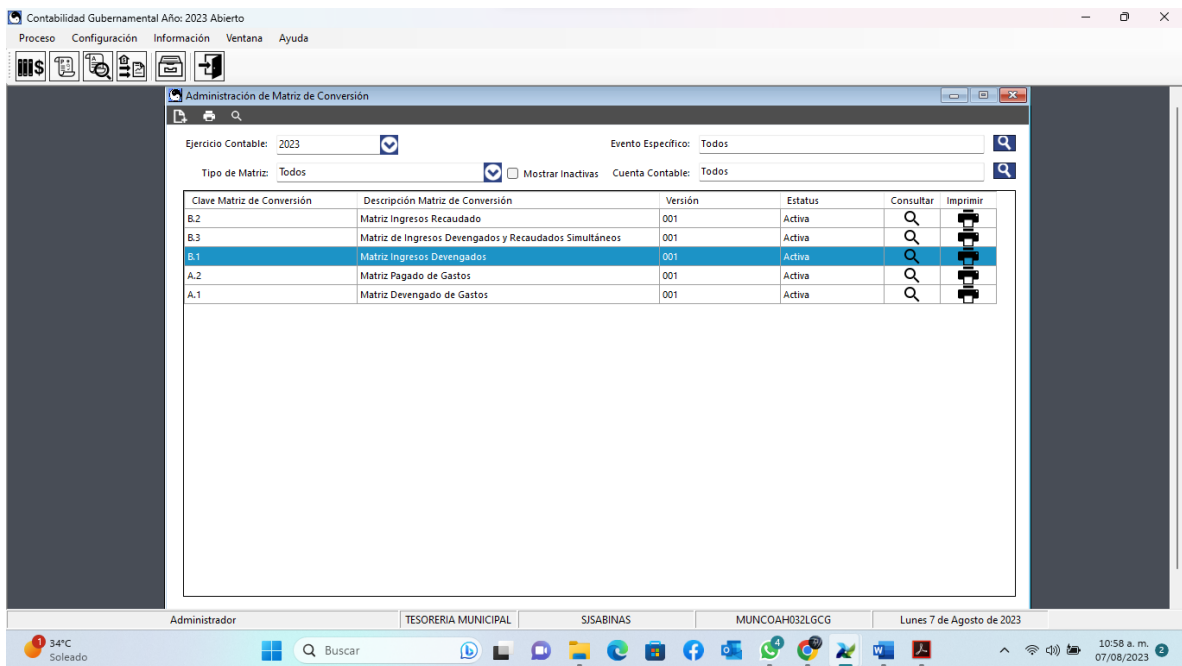 Contabilidad Gubernamental Año: 2023 Abierto
Proceso Configuración Información Ventana Ayuda
Administración de Matriz de Conversión
Ejercicio Contable: 2023 Evento Específico: Todos
Tipo de Matriz: Todos Mostrar Inactivas Cuenta Contable: Todos
Clave Matriz de Conversión Descripción Matriz de Conversión Versión Estatus Consultar Imprimir
B.2 Matriz Ingresos Recaudado 001 Activa
B.3 Matriz de Ingresos Devengados y Recaudados Simultáneos 001 Activa
B.1 Matriz Ingresos Devengados 001 Activa
A.2 Matriz Pagado de Gastos 001 Activa
A.1 Matriz Devengado de Gastos 001 Activa
Administrador TESORERIA MUNICIPAL SISABINAS MUNCOAH032LGCG Lunes 7 de Agosto de 2023
1 34°C Buscar 4 10:58 a. m. 2
Soleado 07/08/2023